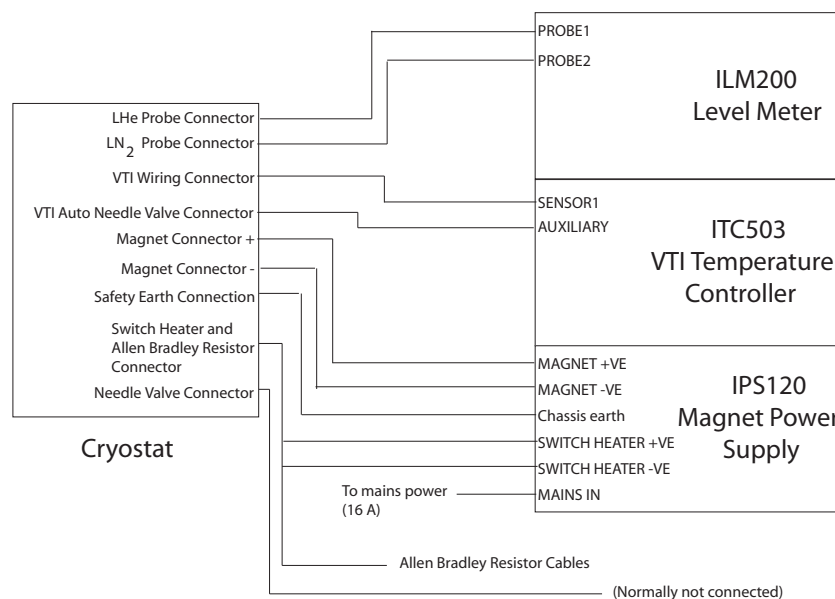 PROBE1
PROBE2
ILM200
Level Meter
LHe Probe Connector
LN2 Probe Connector
VTI Wiring Connector
VTI Auto Needle Valve Connector
Magnet Connector +
Magnet Connector -
Safety Earth Connection
Switch Heater and
Allen Bradley Resistor
Connector
Needle Valve Connector
Cryostat
SENSOR1
AUXILIARY
ITC503
VTI Temperature
Controller
MAGNET +VE
MAGNET -VE
Chassis earth
SWITCH HEATER +VE
SWITCH HEATER -VE
MAINS IN
IPS120
Magnet Power
Supply
To mains power
(16 A)
Allen Bradley Resistor Cables
(Normally not connected)